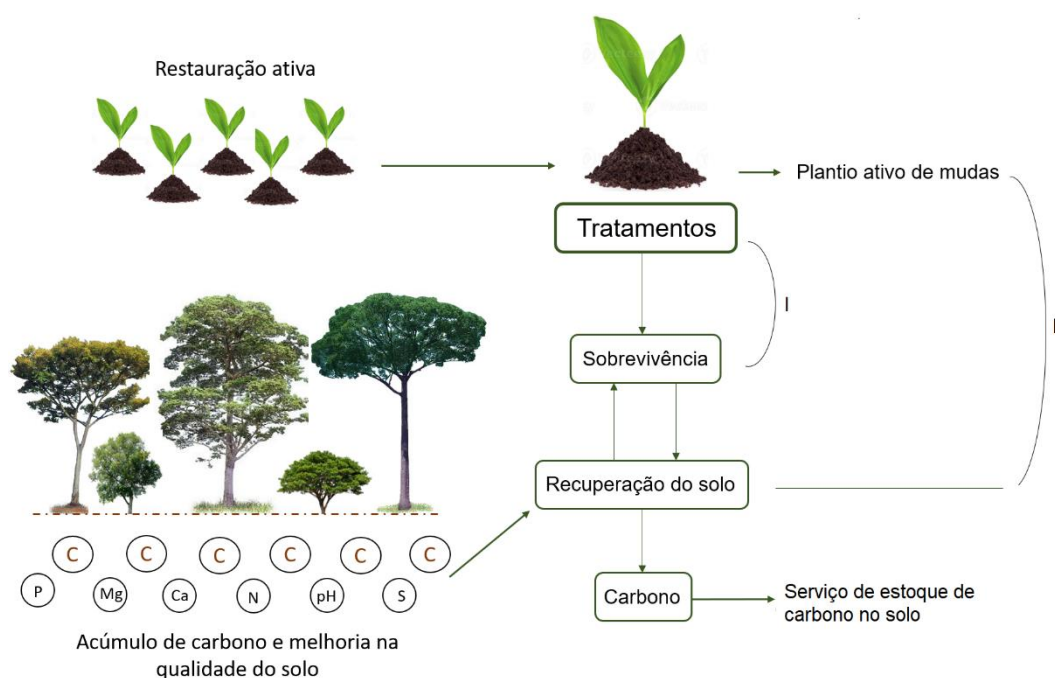 Restauração ativa
Plantio ativo de mudas
Tratamentos
I
Sobrevivência
Recuperação do solo
C C C C C C
P Mg Ca N pH S
Carbono
Serviço de estoque de
carbono no solo
Acúmulo de carbono e melhoria na
qualidade do solo